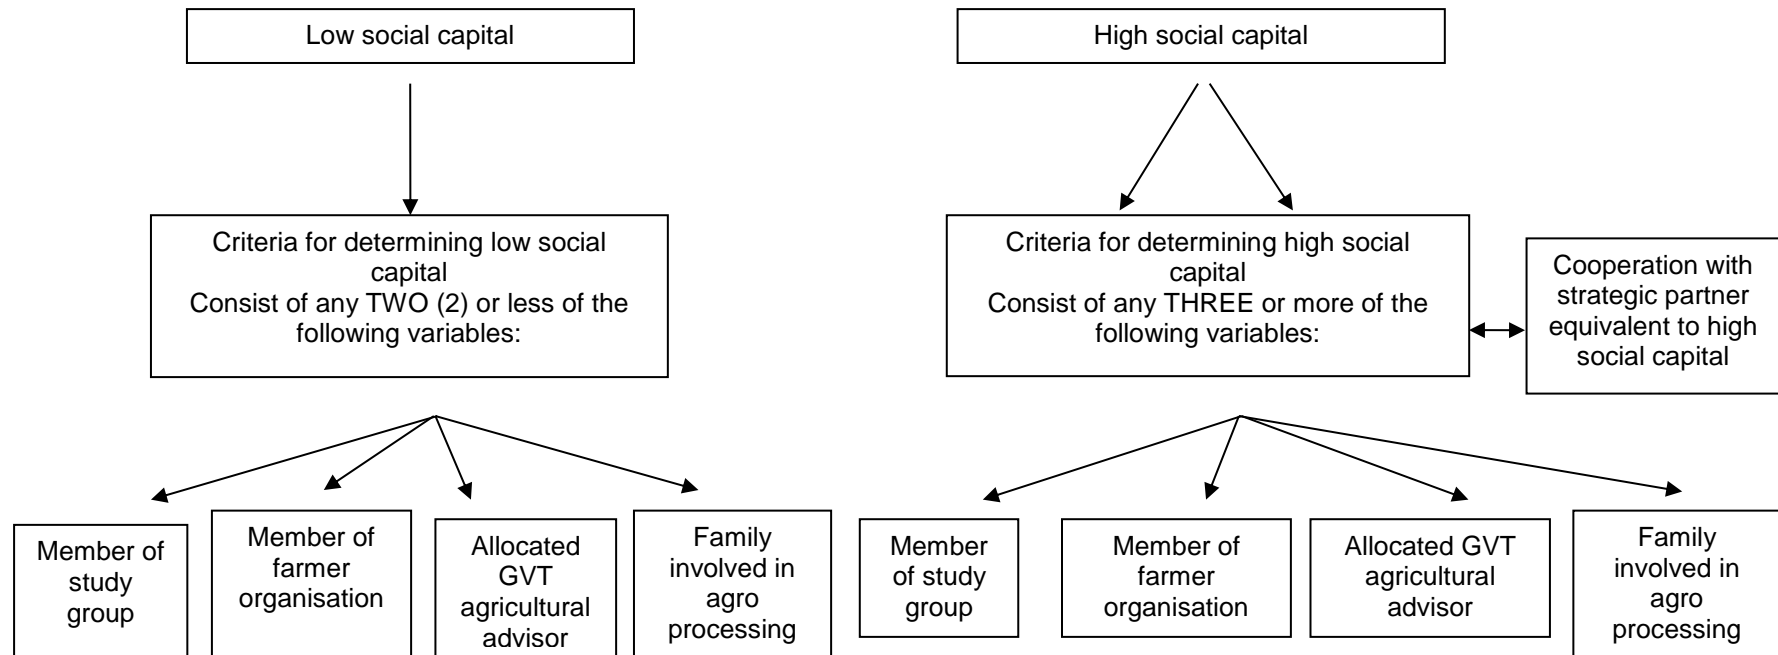 Low social capital
High social capital
Criteria for determining low social
capital
Consist of any TWO (2) or less of the
following variables:
Criteria for determining high social
capital
Consist of any THREE or more of the
following variables:
Cooperation with
strategic partner
equivalent to high
social capital
Member of
study
group
Member of
farmer
organisation
Allocated
GVT
agricultural
advisor
Family
involved in
agro
processing
Member
of study
group
Member of
farmer
organisation
Allocated GVT
agricultural
advisor
Family
involved in
agro
processing